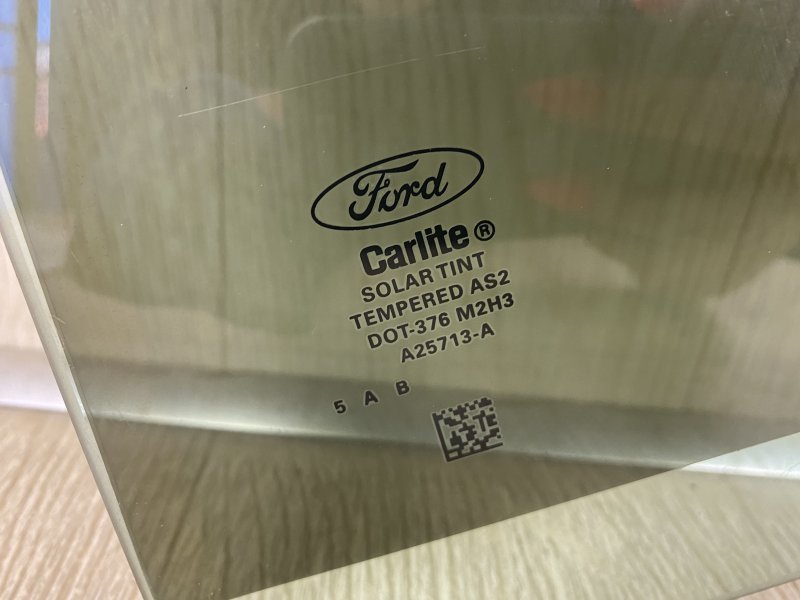 Ford
Carlite®
SOLAR TINT
TEMPERED AS2
DOT-376 M2H3
A25713-A
5 A B